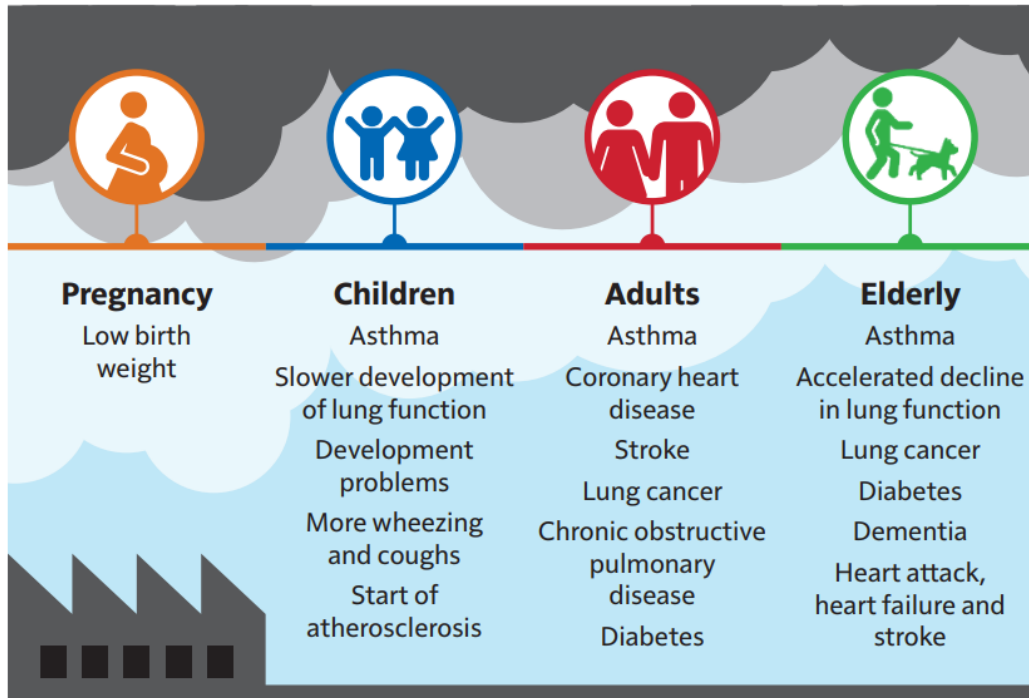 Pregnancy
Low birth
weight
Children
Asthma
Slower development
of lung function
Development
problems
More wheezing
and coughs
Start of
atherosclerosis
Adults
Asthma
Coronary heart
disease
Stroke
Lung cancer
Chronic obstructive
pulmonary
disease
Diabetes
Elderly
Asthma
Accelerated decline
in lung function
Lung cancer
Diabetes
Dementia
Heart attack,
heart failure and
stroke